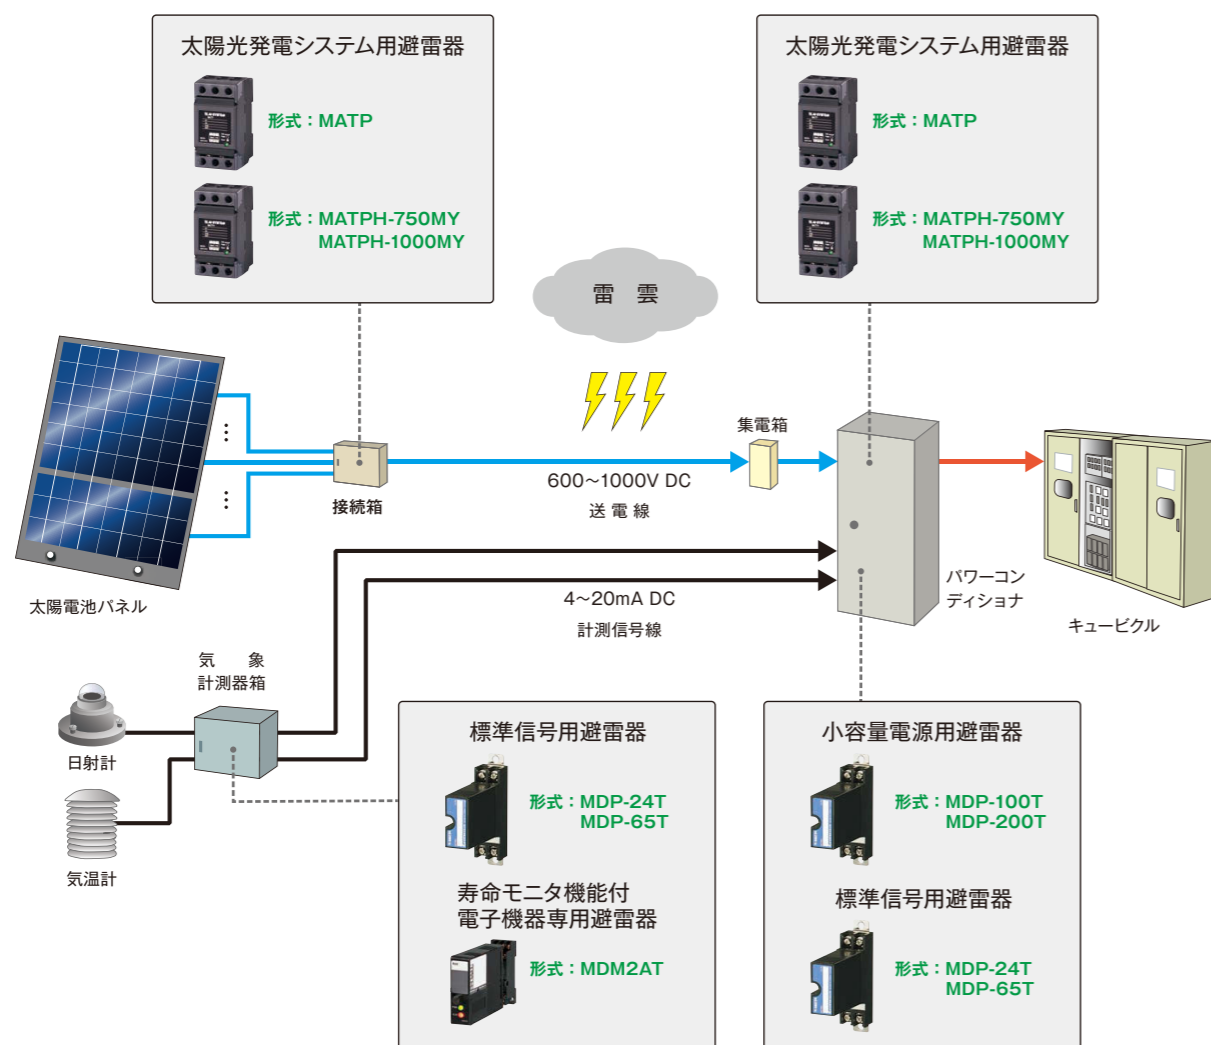 太陽光発電システム用避雷器
形式：MATP
形式：MATPH-750MY
MATPH-1000MY
太陽光発電システム用避雷器
形式：MATP
形式：MATPH-750MY
MATPH-1000MY
雷 雲
集電箱
接続箱
600～1000V DC
送 電 線
太陽電池パネル
4～20mA DC
計測信号線
パワーコン
ディショナ
キュービクル
気 象
計測器箱
日射計
気温計
標準信号用避雷器
形式：MDP-24T
MDP-65T
寿命モニタ機能付
電子機器専用避雷器
形式：MDM2AT
小容量電源用避雷器
形式：MDP-100T
MDP-200T
標準信号用避雷器
形式：MDP-24T
MDP-65T